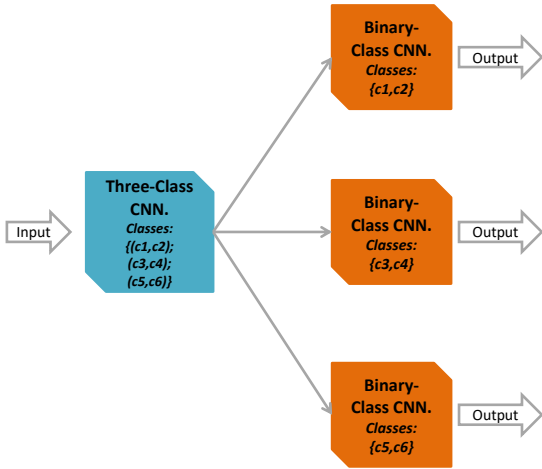 Binary-
Class CNN.
Classes:
{c1,c2}
Output
Three-Class
CNN.
Classes:
{(c1,c2);
(c3,c4);
(c5,c6)}
Input
Binary-
Class CNN.
Classes:
{c3,c4}
Output
Binary-
Class CNN.
Classes:
{c5,c6}
Output